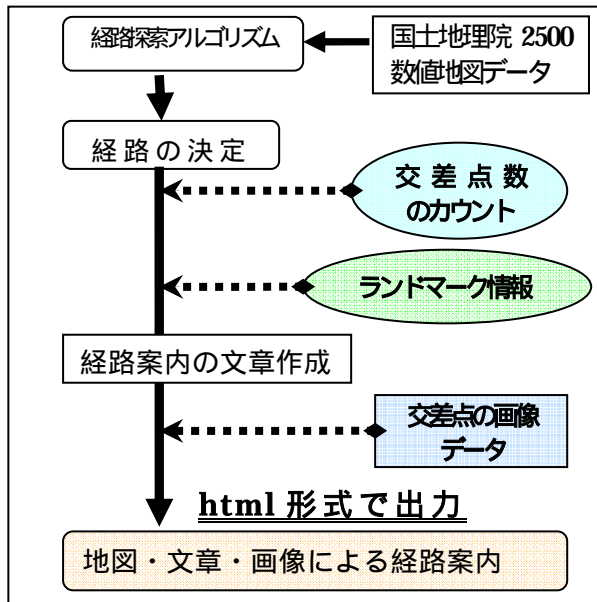 経路探索アルゴリズム
国土地理院 2500
数値地図データ
経路の決定
交差点数
のカウント
ランドマーク情報
経路案内の文章作成
交差点の画像
データ
html 形式で出力
地図・文章・画像による経路案内